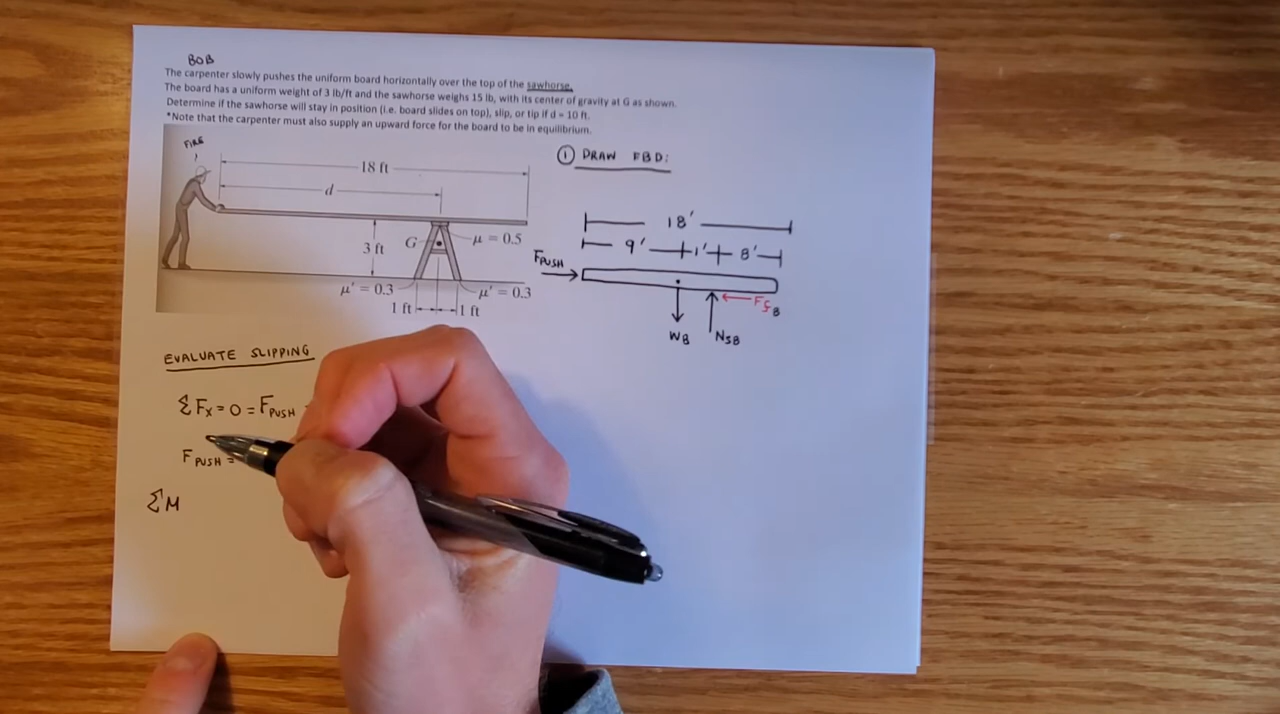 BOB
The carpenter slowly pushes the uniform board horizontally over the top of the sawhorse.
The board has a uniform weight of 3 lb/ft and the sawhorse weighs 15 lb, with its center of gravity at G as shown.
Determine if the sawhorse will stay in position (i.e. board slides on top), slip, or tip if d = 10 ft.
*Note that the carpenter must also supply an upward force for the board to be in equilibrium.
FIRE
18 ft
d
3 ft
G
μ = 0.5
μ' = 0.3
μ' = 0.3
1 ft
1 ft
① DRAW FBD:
18'
9'
1'
8'
FPUSH
FSB
WB
NSB
EVALUATE SLIPPING
ΣFx = 0 = FPUSH
FPUSH =
ΣM